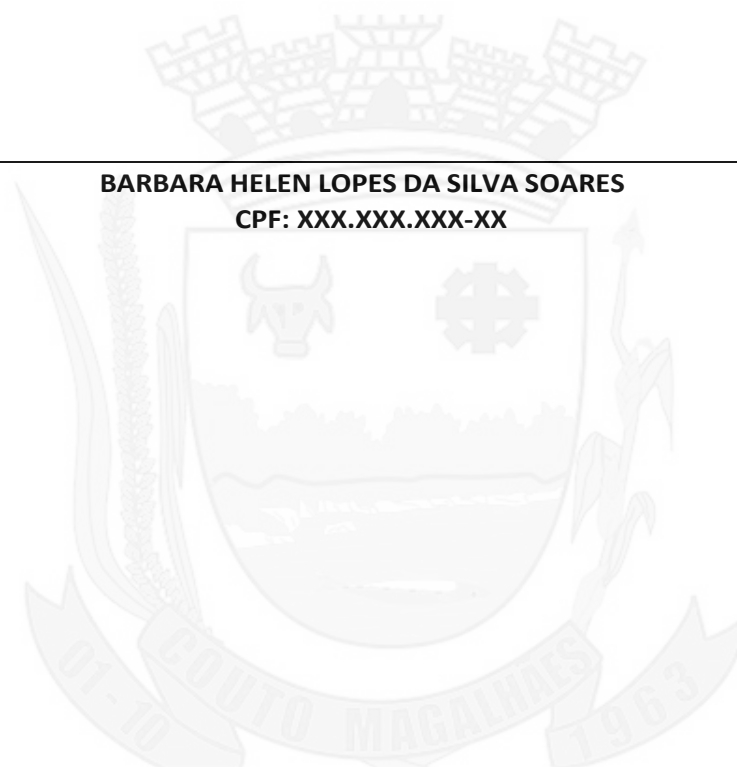 BARBARA HELEN LOPES DA SILVA SOARES
CPF: XXX.XXX.XXX-XX
01-10 COUTO MAGALHÃES 1963